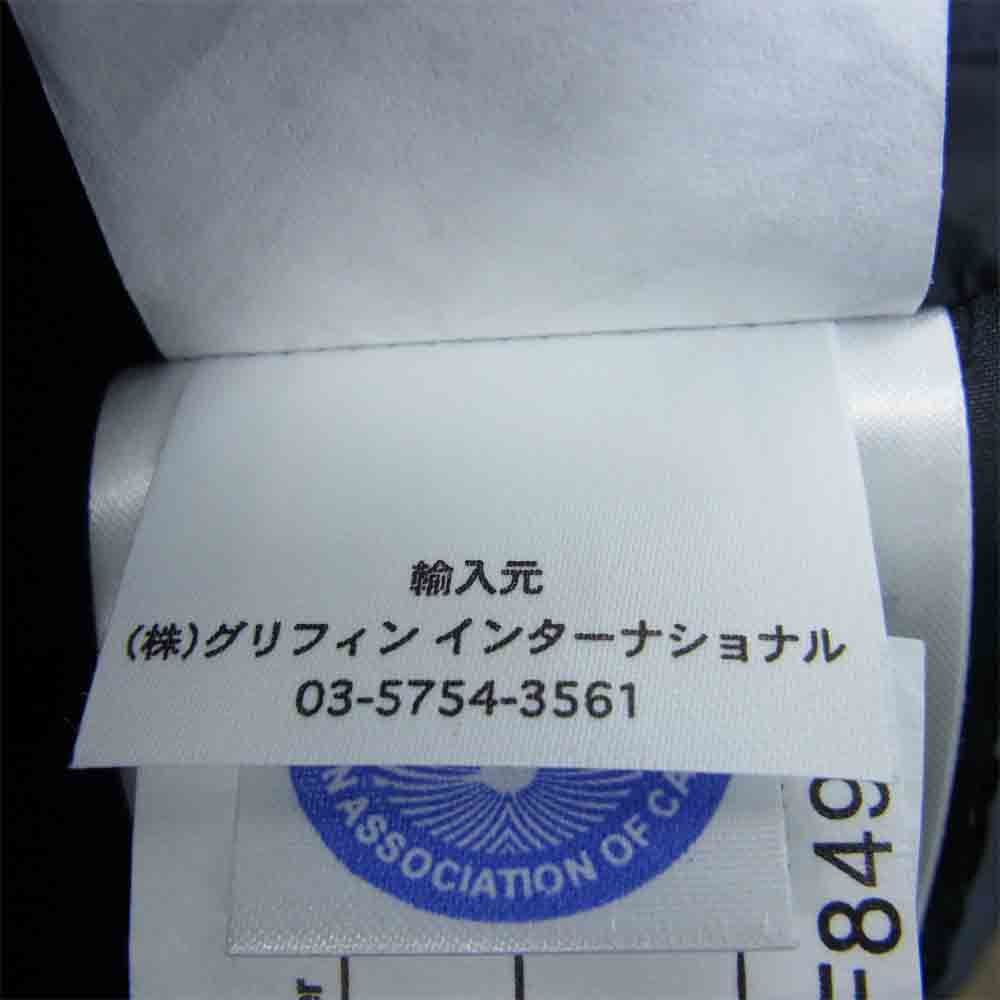 輸入元
(株)グリフィン インターナショナル
03-5754-3561
ASSOCIATION OF
F849